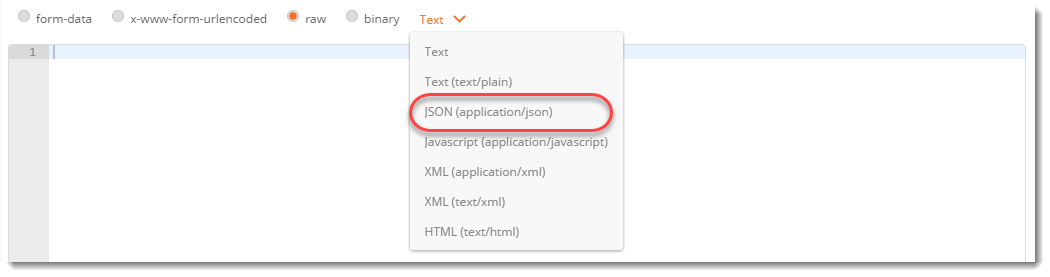 form-data x-www-form-urlencoded raw binary Text
1
Text
Text (text/plain)
JSON (application/json)
Javascript (application/javascript)
XML (application/xml)
XML (text/xml)
HTML (text/html)